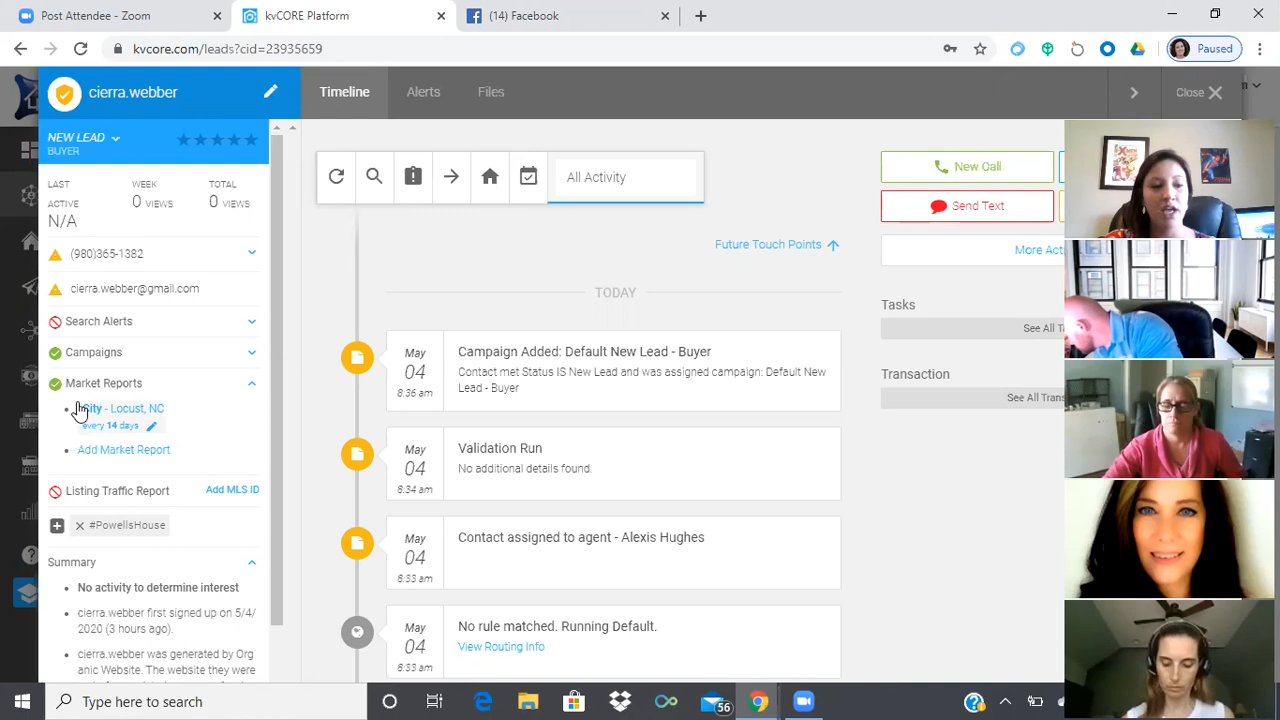 Post Attendee - Zoom
kvCORE Platform
(14) Facebook
kvcore.com/leads?cid=23935659
Paused
cierra.webber
Timeline
Alerts
Files
Close
NEW LEAD
BUYER
LAST ACTIVE
N/A
WEEK
0 VIEWS
TOTAL
0 VIEWS
(980)365-1382
cierra.webber@gmail.com
Search Alerts
Campaigns
Market Reports
City - Locust, NC
every 14 days
Add Market Report
Listing Traffic Report
Add MLS ID
#PowellsHouse
Summary
No activity to determine interest
cierra.webber first signed up on 5/4/
2020 (3 hours ago).
cierra.webber was generated by Org
anic Website. The website they were
All Activity
Future Touch Points
TODAY
May
04
8:36 am
Campaign Added: Default New Lead - Buyer
Contact met Status IS New Lead and was assigned campaign: Default New
Lead - Buyer
May
04
8:34 am
Validation Run
No additional details found.
May
04
8:33 am
Contact assigned to agent - Alexis Hughes
May
04
8:33 am
No rule matched. Running Default.
View Routing Info
New Call
Send Text
More Acti
Tasks
See All Ta
Transaction
See All Trans
Type here to search
56